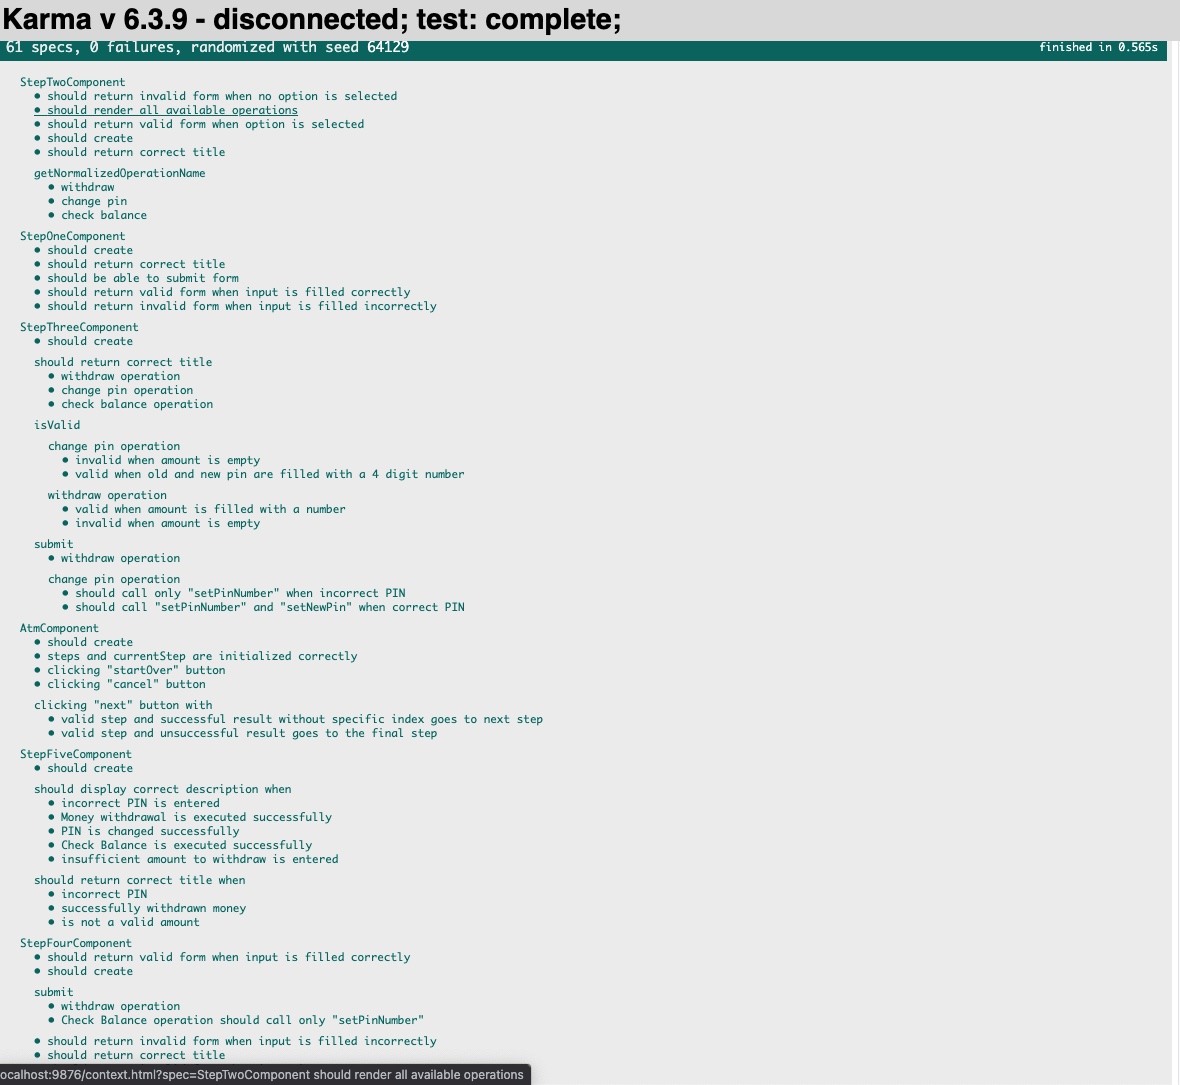 Karma v 6.3.9 - disconnected; test: complete;
61 specs, 0 failures, randomized with seed 64129 finished in 0.565s
StepTwoComponent
• should return invalid form when no option is selected
• should render all available operations
• should return valid form when option is selected
• should create
• should return correct title
getNormalizedOperationName
• withdraw
• change pin
• check balance
StepOneComponent
• should create
• should return correct title
• should be able to submit form
• should return valid form when input is filled correctly
• should return invalid form when input is filled incorrectly
StepThreeComponent
• should create
should return correct title
• withdraw operation
• change pin operation
• check balance operation
isValid
change pin operation
• invalid when amount is empty
• valid when old and new pin are filled with a 4 digit number
withdraw operation
• valid when amount is filled with a number
• invalid when amount is empty
submit
• withdraw operation
change pin operation
• should call only "setPinNumber" when incorrect PIN
• should call "setPinNumber" and "setNewPin" when correct PIN
AtmComponent
• should create
• steps and currentStep are initialized correctly
• clicking "startOver" button
• clicking "cancel" button
clicking "next" button with
• valid step and successful result without specific index goes to next step
• valid step and unsuccessful result goes to the final step
StepFiveComponent
• should create
should display correct description when
• incorrect PIN is entered
• Money withdrawal is executed successfully
• PIN is changed successfully
• Check Balance is executed successfully
• insufficient amount to withdraw is entered
should return correct title when
• incorrect PIN
• successfully withdrawn money
• is not a valid amount
StepFourComponent
• should return valid form when input is filled correctly
• should create
submit
• withdraw operation
• Check Balance operation should call only "setPinNumber"
• should return invalid form when input is filled incorrectly
• should return correct title
ocalhost:9876/context.html?spec=StepTwoComponent should render all available operations